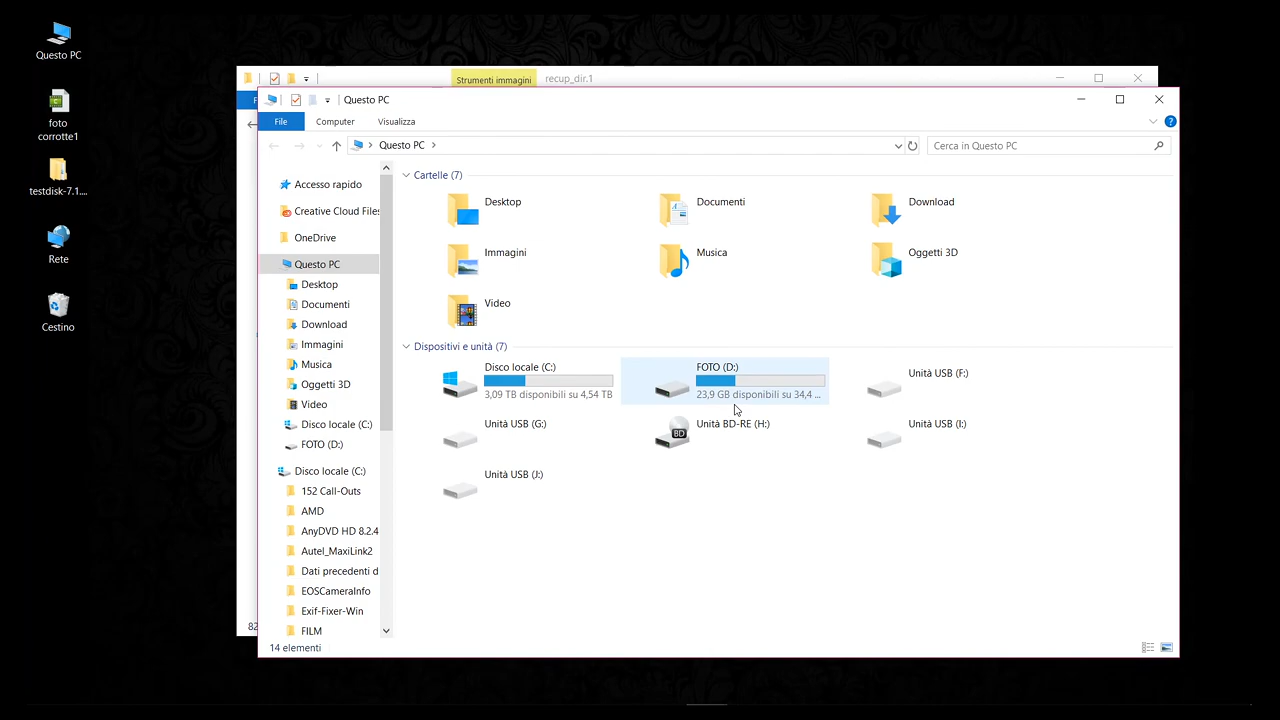 Questo PC
foto
corrotte1
testdisk-7.1....
Rete
Cestino
Strumenti immagini
recup_dir.1
Questo PC
File
Computer
Visualizza
Questo PC
Cerca in Questo PC
Accesso rapido
Creative Cloud Files
OneDrive
Questo PC
Desktop
Documenti
Download
Immagini
Musica
Oggetti 3D
Video
Disco locale (C:)
FOTO (D:)
Disco locale (C:)
152 Call-Outs
AMD
AnyDVD HD 8.2.4
Autel_MaxiLink2
Dati precedenti d
EOSCameraInfo
Exif-Fixer-Win
FILM
Cartelle (7)
Desktop
Documenti
Download
Immagini
Musica
Oggetti 3D
Video
Dispositivi e unità (7)
Disco locale (C:)
3,09 TB disponibili su 4,54 TB
FOTO (D:)
23,9 GB disponibili su 34,4 ...
Unità USB (F:)
Unità USB (G:)
BD
Unità BD-RE (H:)
Unità USB (I:)
Unità USB (J:)
82
14 elementi